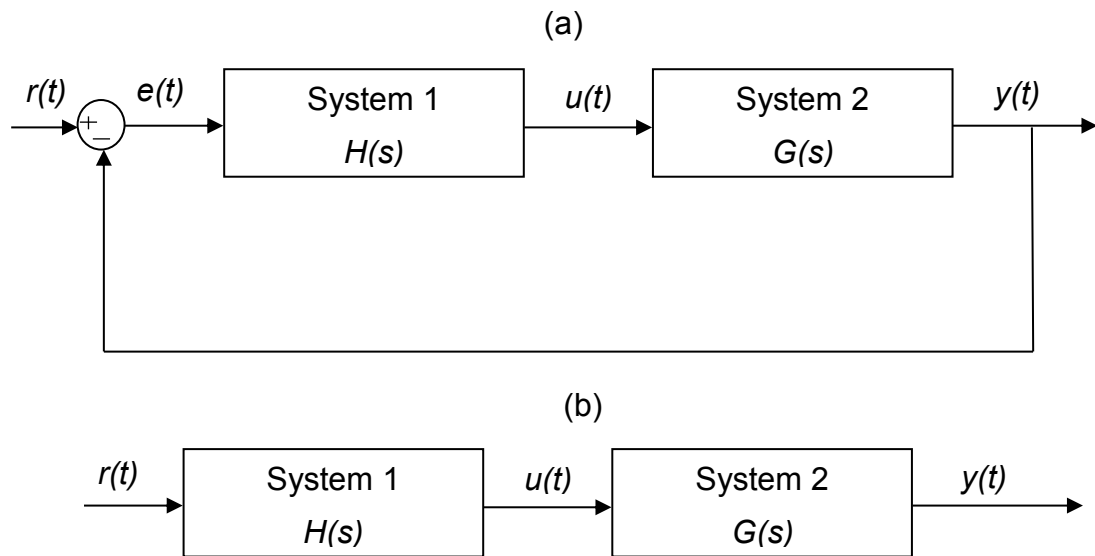 (a)
r(t) e(t) System 1 u(t) System 2 y(t)
+
−
H(s) G(s)
(b)
r(t) System 1 u(t) System 2 y(t)
H(s) G(s)